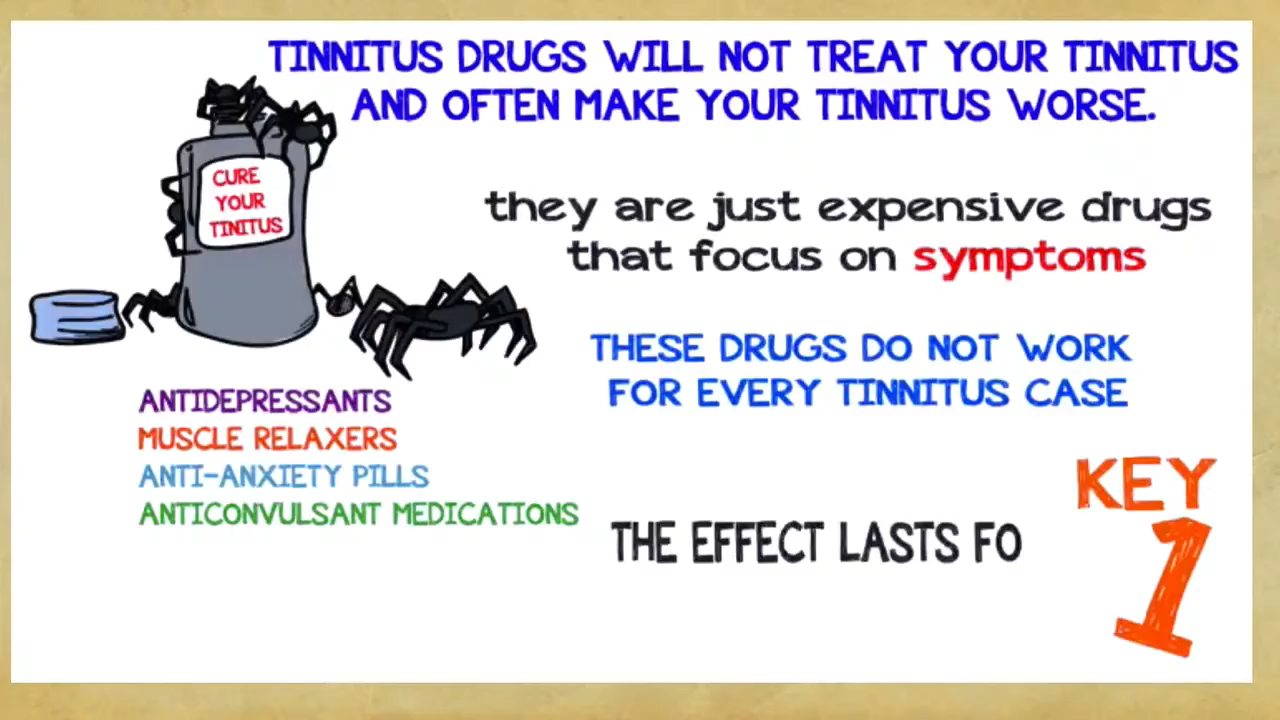 TINNITUS DRUGS WILL NOT TREAT YOUR TINNITUS
AND OFTEN MAKE YOUR TINNITUS WORSE.
CURE
YOUR
TINITUS
they are just expensive drugs
that focus on symptoms
THESE DRUGS DO NOT WORK
FOR EVERY TINNITUS CASE
ANTIDEPRESSANTS
MUSCLE RELAXERS
ANTI-ANXIETY PILLS
ANTICONVULSANT MEDICATIONS
THE EFFECT LASTS FO
KEY
1